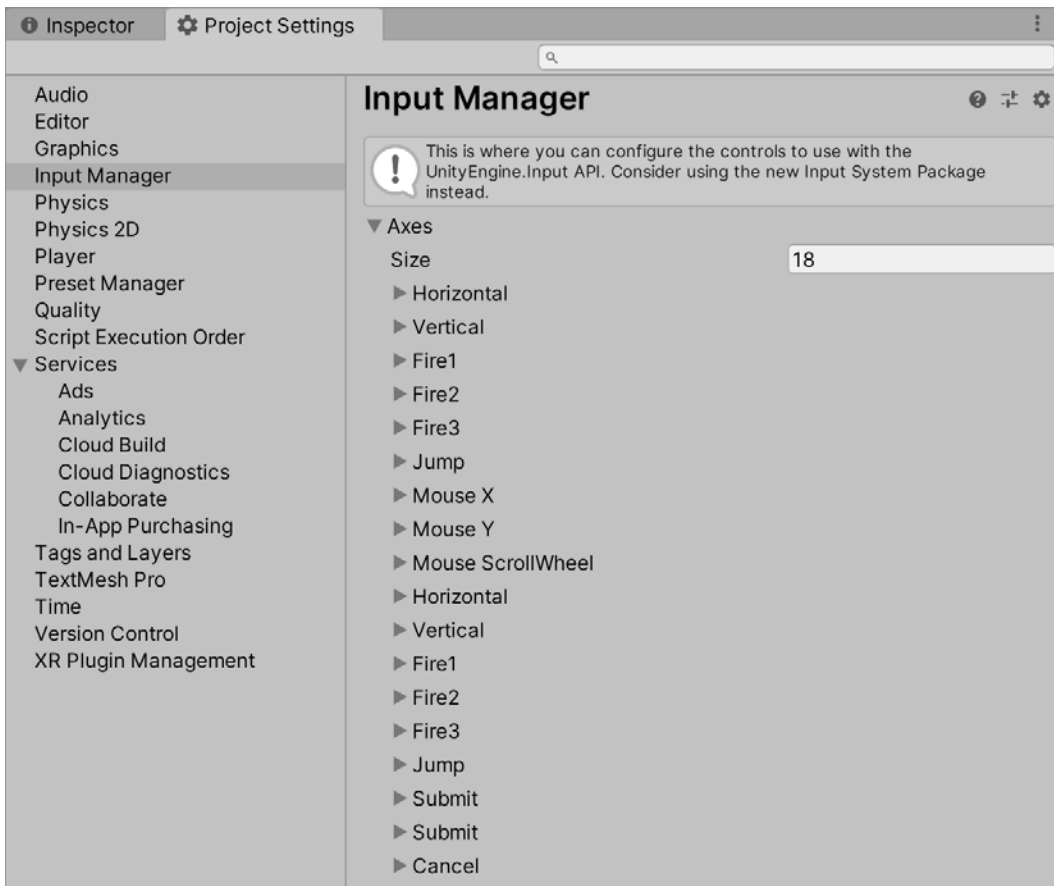 Inspector
Project Settings
Audio
Editor
Graphics
Input Manager
Physics
Physics 2D
Player
Preset Manager
Quality
Script Execution Order
Services
Ads
Analytics
Cloud Build
Cloud Diagnostics
Collaborate
In-App Purchasing
Tags and Layers
TextMesh Pro
Time
Version Control
XR Plugin Management
Input Manager
This is where you can configure the controls to use with the
UnityEngine.Input API. Consider using the new Input System Package
instead.
Axes
Size 18
Horizontal
Vertical
Fire1
Fire2
Fire3
Jump
Mouse X
Mouse Y
Mouse ScrollWheel
Horizontal
Vertical
Fire1
Fire2
Fire3
Jump
Submit
Submit
Cancel